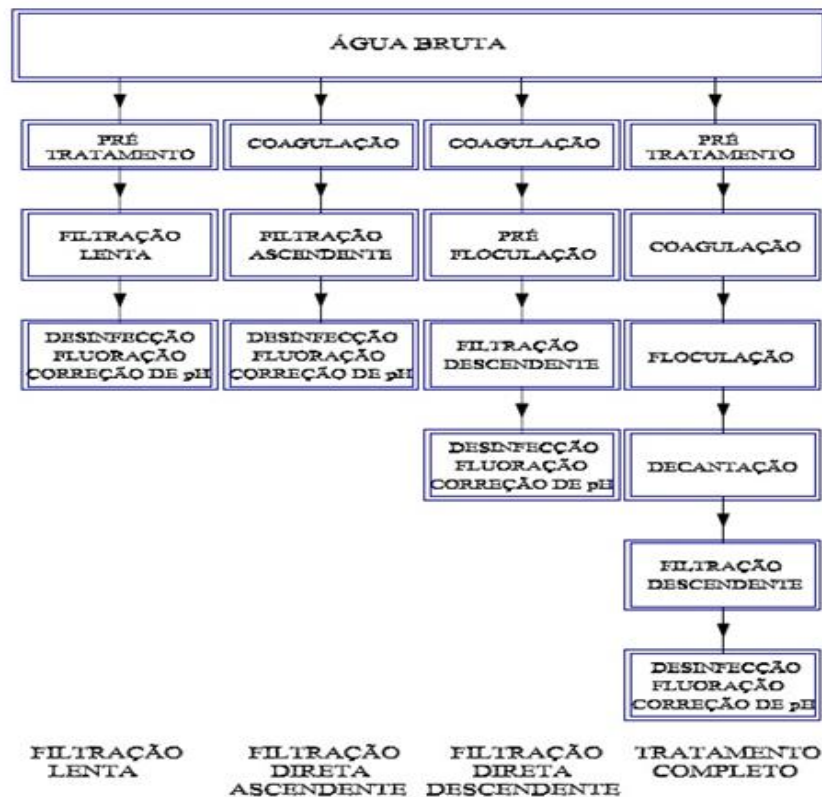 ÁGUA BRUTA
PRÉ
TRATAMENTO
COAGULAÇÃO
COAGULAÇÃO
PRÉ
TRATAMENTO
FILTRAÇÃO
LENTA
FILTRAÇÃO
ASCENDENTE
PRÉ
FLOCULAÇÃO
COAGULAÇÃO
DESINFECÇÃO
FLUORAÇÃO
CORREÇÃO DE pH
DESINFECÇÃO
FLUORAÇÃO
CORREÇÃO DE pH
FILTRAÇÃO
DESCENDENTE
FLOCULAÇÃO
DESINFECÇÃO
FLUORAÇÃO
CORREÇÃO DE pH
DECANTAÇÃO
FILTRAÇÃO
DESCENDENTE
DESINFECÇÃO
FLUORAÇÃO
CORREÇÃO DE pH
FILTRAÇÃO
LENTA
FILTRAÇÃO
DIRETA
ASCENDENTE
FILTRAÇÃO
DIRETA
DESCENDENTE
TRATAMENTO
COMPLETO